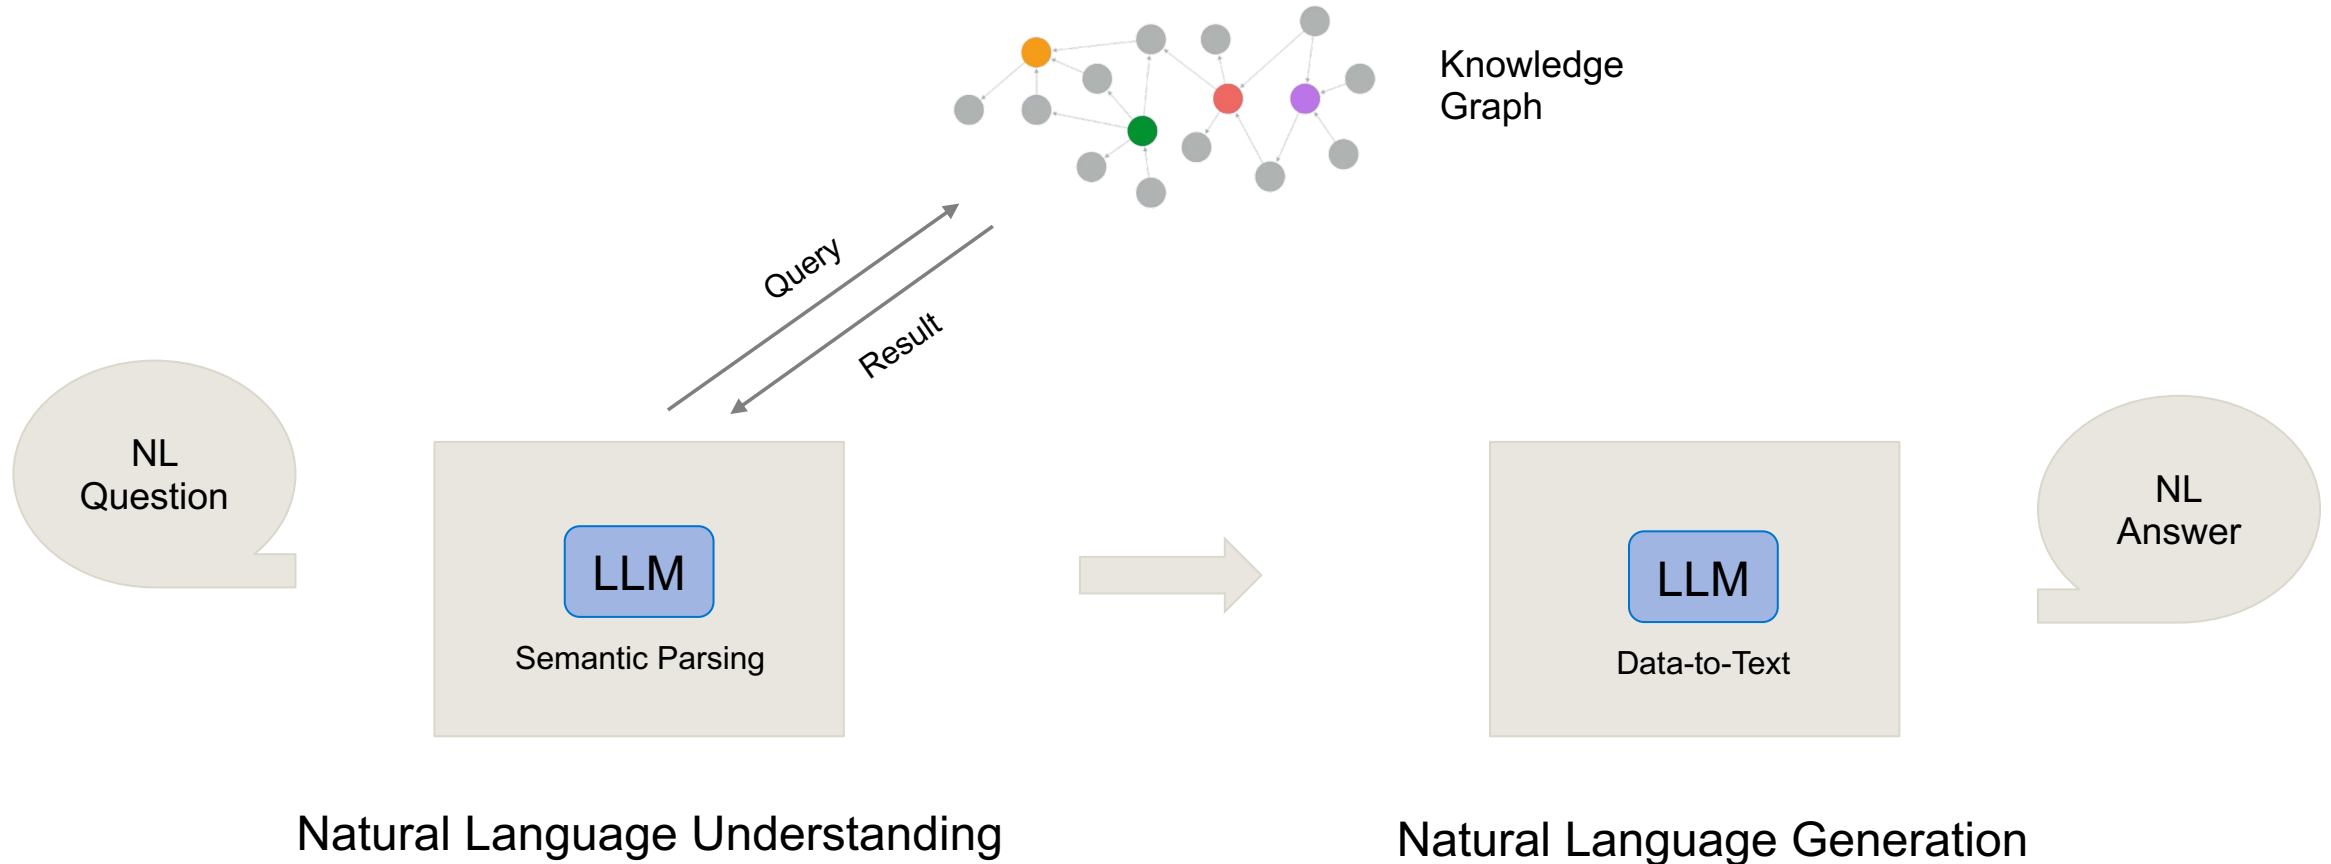 Knowledge
Graph
Query
Result
NL
Question
LLM
Semantic Parsing
LLM
Data-to-Text
NL
Answer
Natural Language Understanding
Natural Language Generation